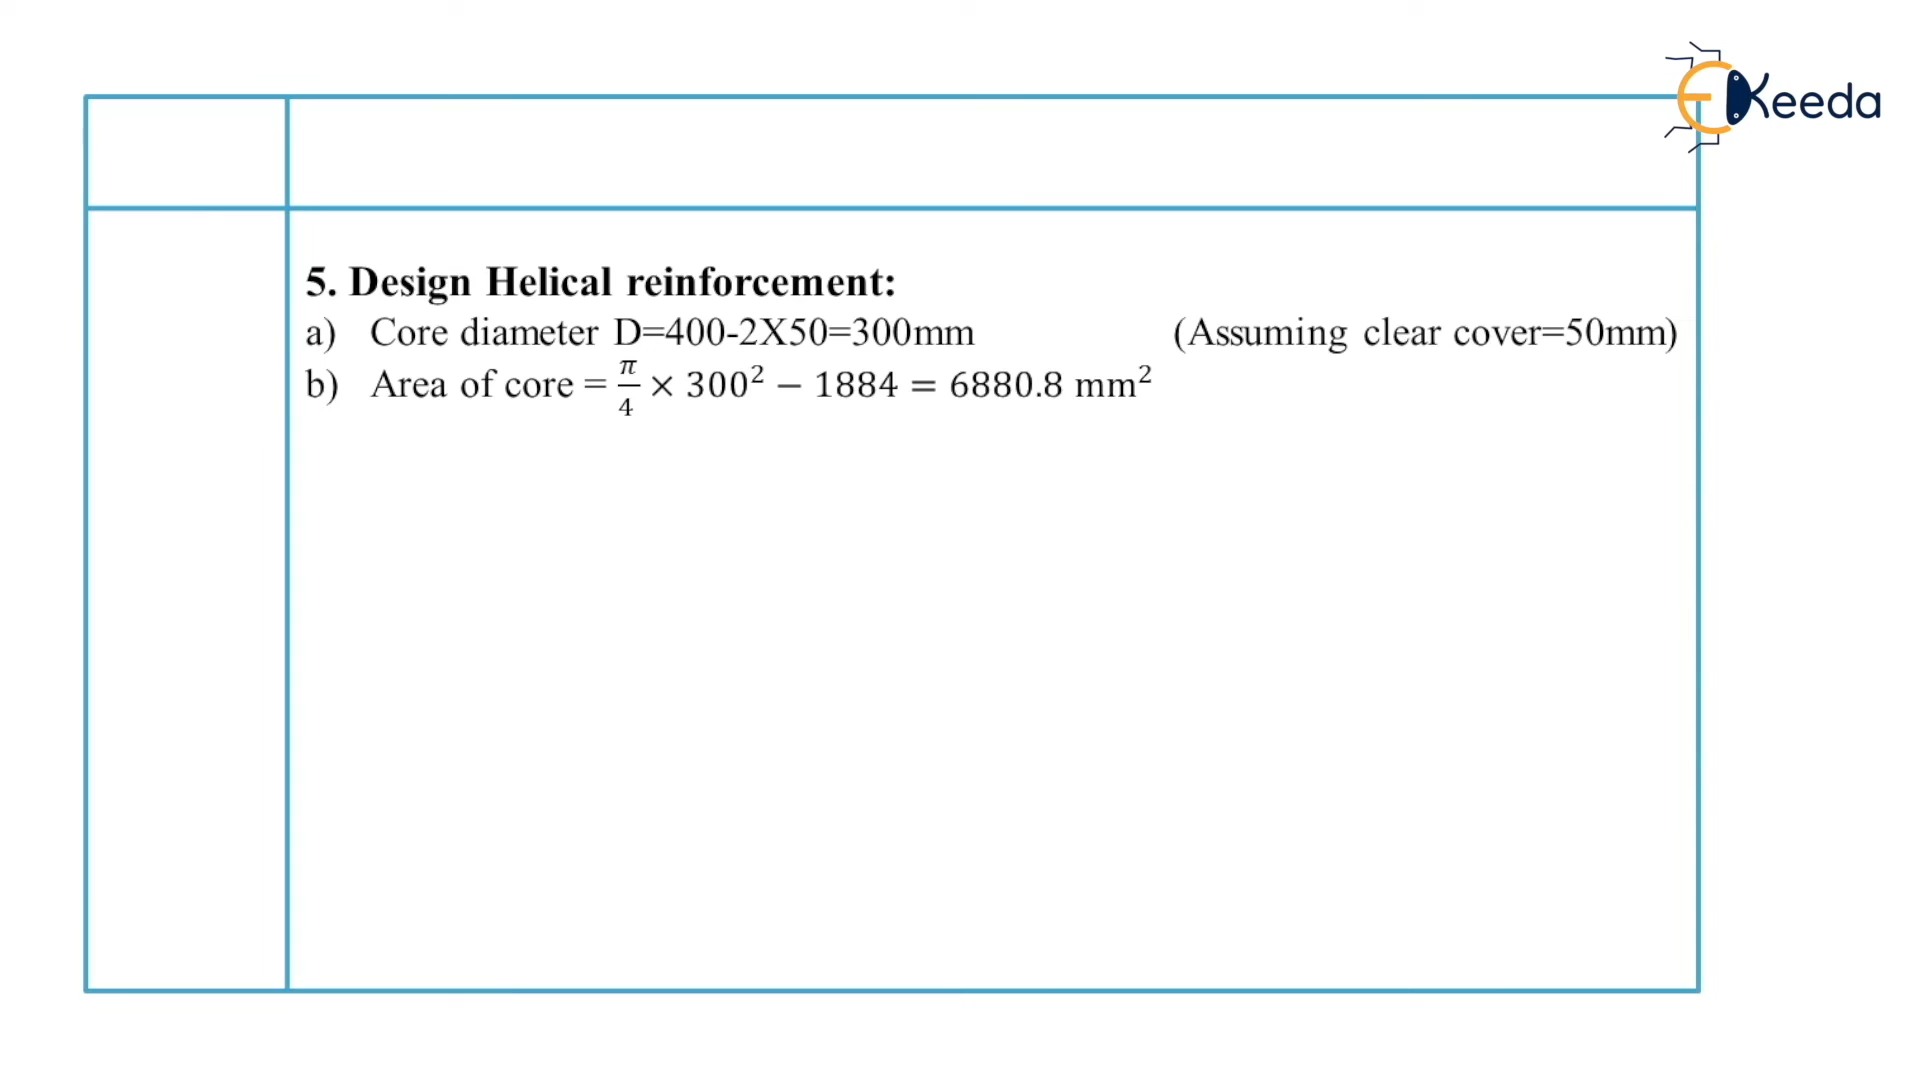 EKeeda
5. Design Helical reinforcement:
a) Core diameter D=400-2X50=300mm (Assuming clear cover=50mm)
b) Area of core = π/4 × 300² − 1884 = 6880.8 mm²